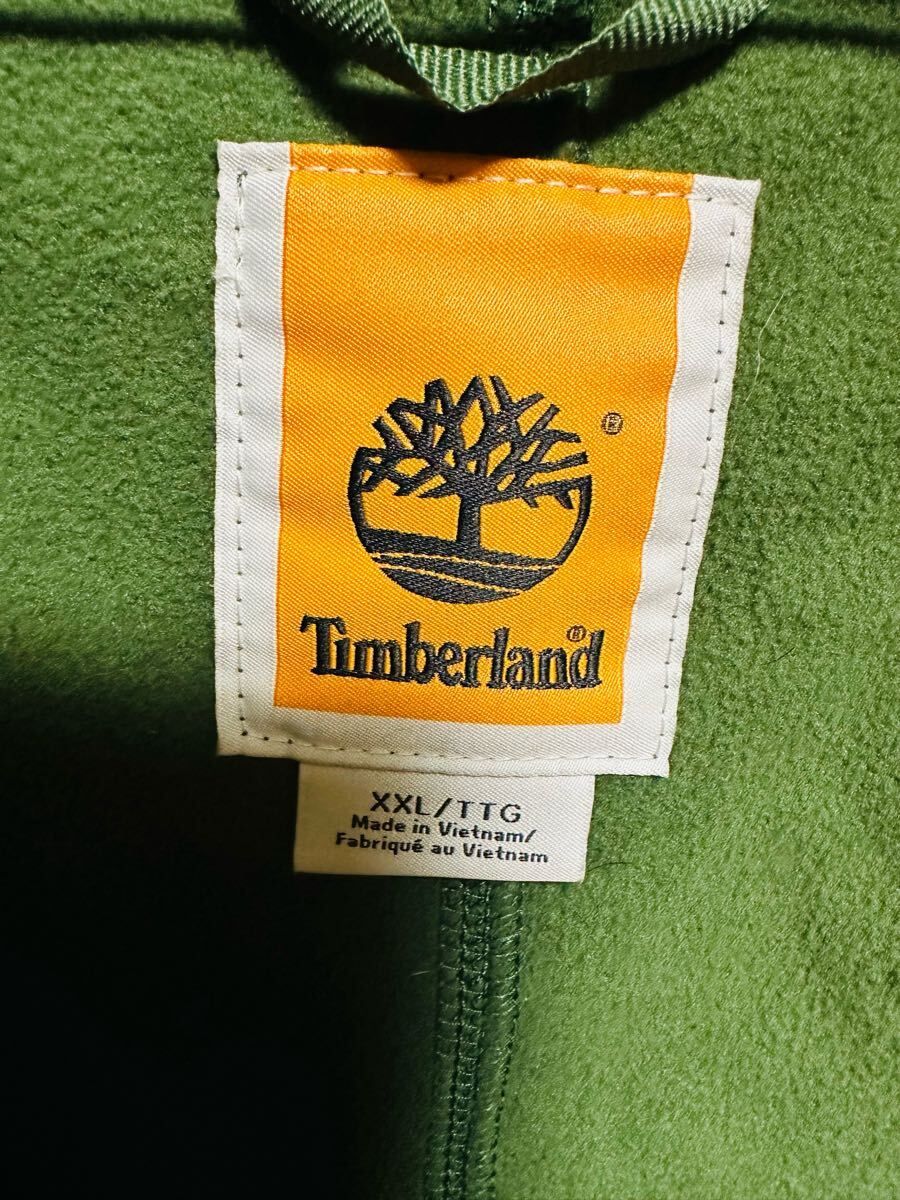 ®
Timberland®
XXL/TTG
Made in Vietnam/
Fabriqué au Vietnam